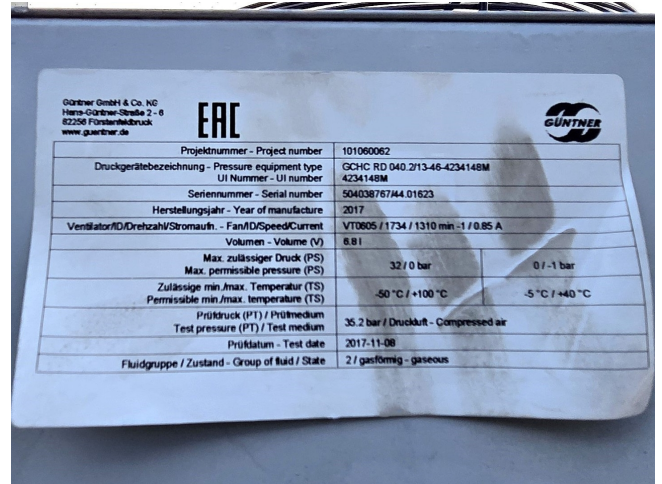 Güntner GmbH & Co. KG
Hans-Güntner-Straße 2 - 6
82256 Fürstenfeldbruck
www.guentner.de
EAC
GÜNTNER
Projektnummer - Project number 101060062
Druckgerätebezeichnung - Pressure equipment type GCHC RD 040.2/13-46-4234148M
UI Nummer - UI number 4234148M
Seriennummer - Serial number 504038767/44.01623
Herstellungsjahr - Year of manufacture 2017
Ventilator/ID/Drehzahl/Stromaufn. - Fan/ID/Speed/Current VT0605 / 1734 / 1310 min -1 / 0.85 A
Volumen - Volume (V) 6.8 l
Max. zulässiger Druck (PS)
Max. permissible pressure (PS) 32 / 0 bar 0 / -1 bar
Zulässige min./max. Temperatur (TS)
Permissible min./max. temperature (TS) -50 °C / +100 °C -5 °C / +40 °C
Prüfdruck (PT) / Prüfmedium
Test pressure (PT) / Test medium 35.2 bar / Druckluft - Compressed air
Prüfdatum - Test date 2017-11-08
Fluidgruppe / Zustand - Group of fluid / State 2 / gasförmig - gaseous